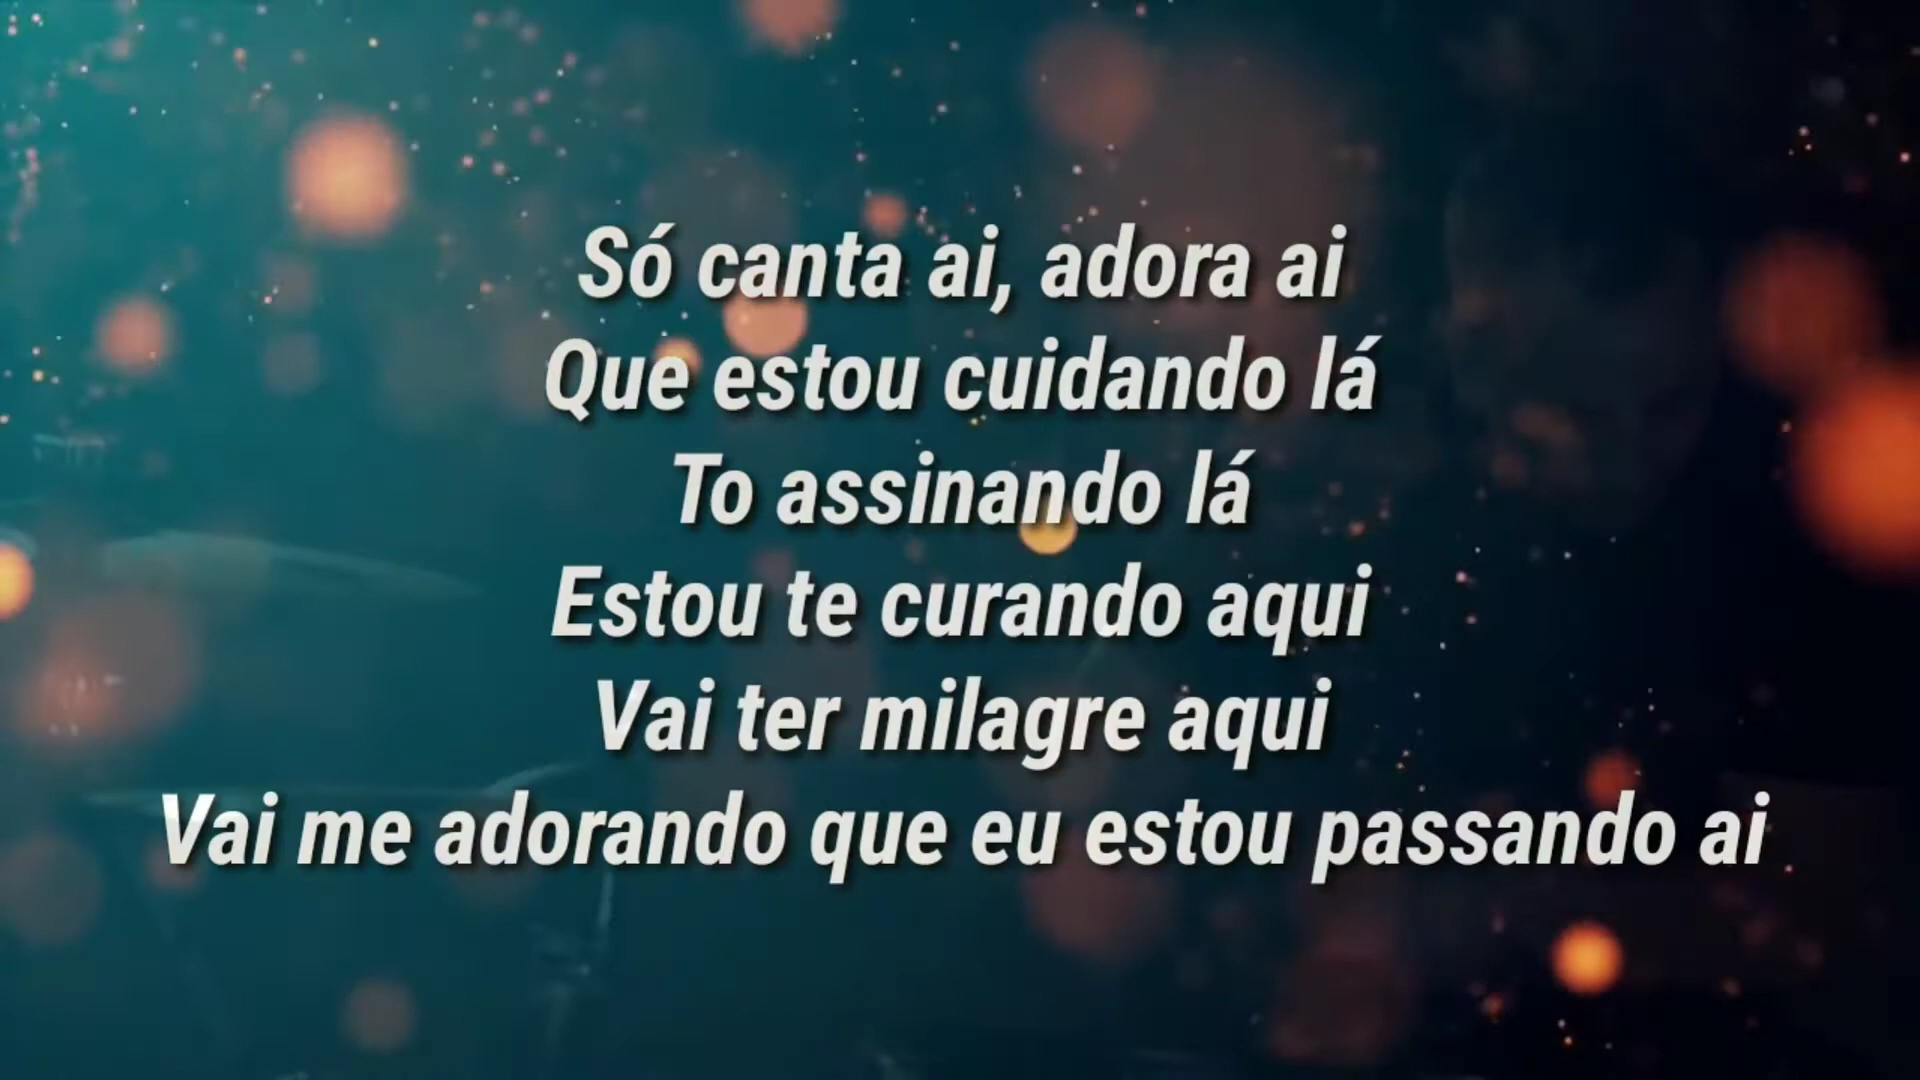 Só canta ai, adora ai
Que estou cuidando lá
To assinando lá
Estou te curando aqui
Vai ter milagre aqui
Vai me adorando que eu estou passando ai